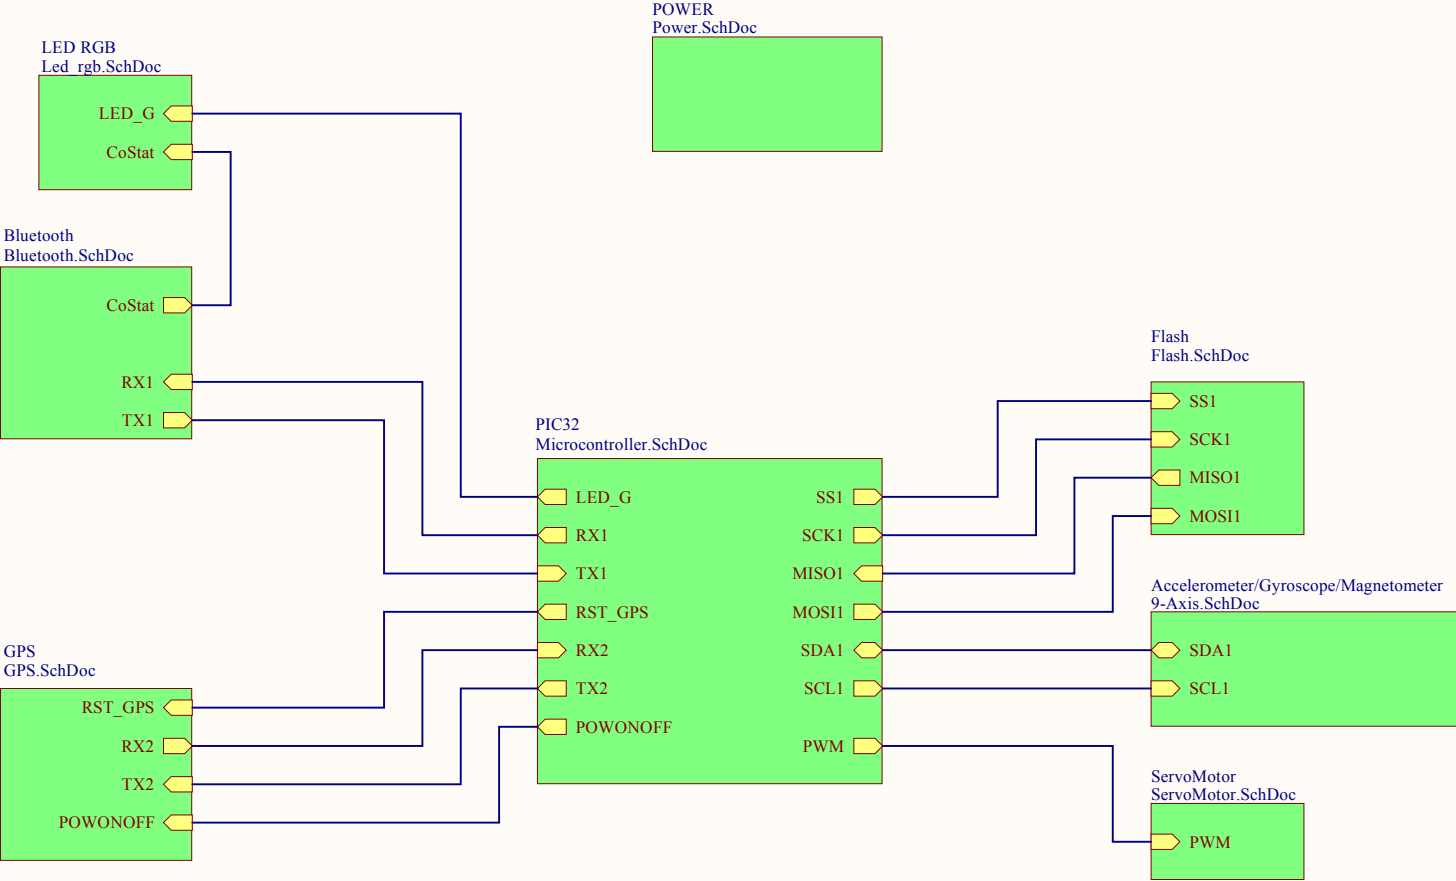 POWER
Power.SchDoc
LED RGB
Led_rgb.SchDoc
LED_G
CoStat
Bluetooth
Bluetooth.SchDoc
CoStat
RX1
TX1
PIC32
Microcontroller.SchDoc
LED_G
RX1
TX1
RST_GPS
RX2
TX2
POWONOFF
SS1
SCK1
MISO1
MOSI1
SDA1
SCL1
PWM
Flash
Flash.SchDoc
SS1
SCK1
MISO1
MOSI1
Accelerometer/Gyroscope/Magnetometer
9-Axis.SchDoc
SDA1
SCL1
GPS
GPS.SchDoc
RST_GPS
RX2
TX2
POWONOFF
ServoMotor
ServoMotor.SchDoc
PWM